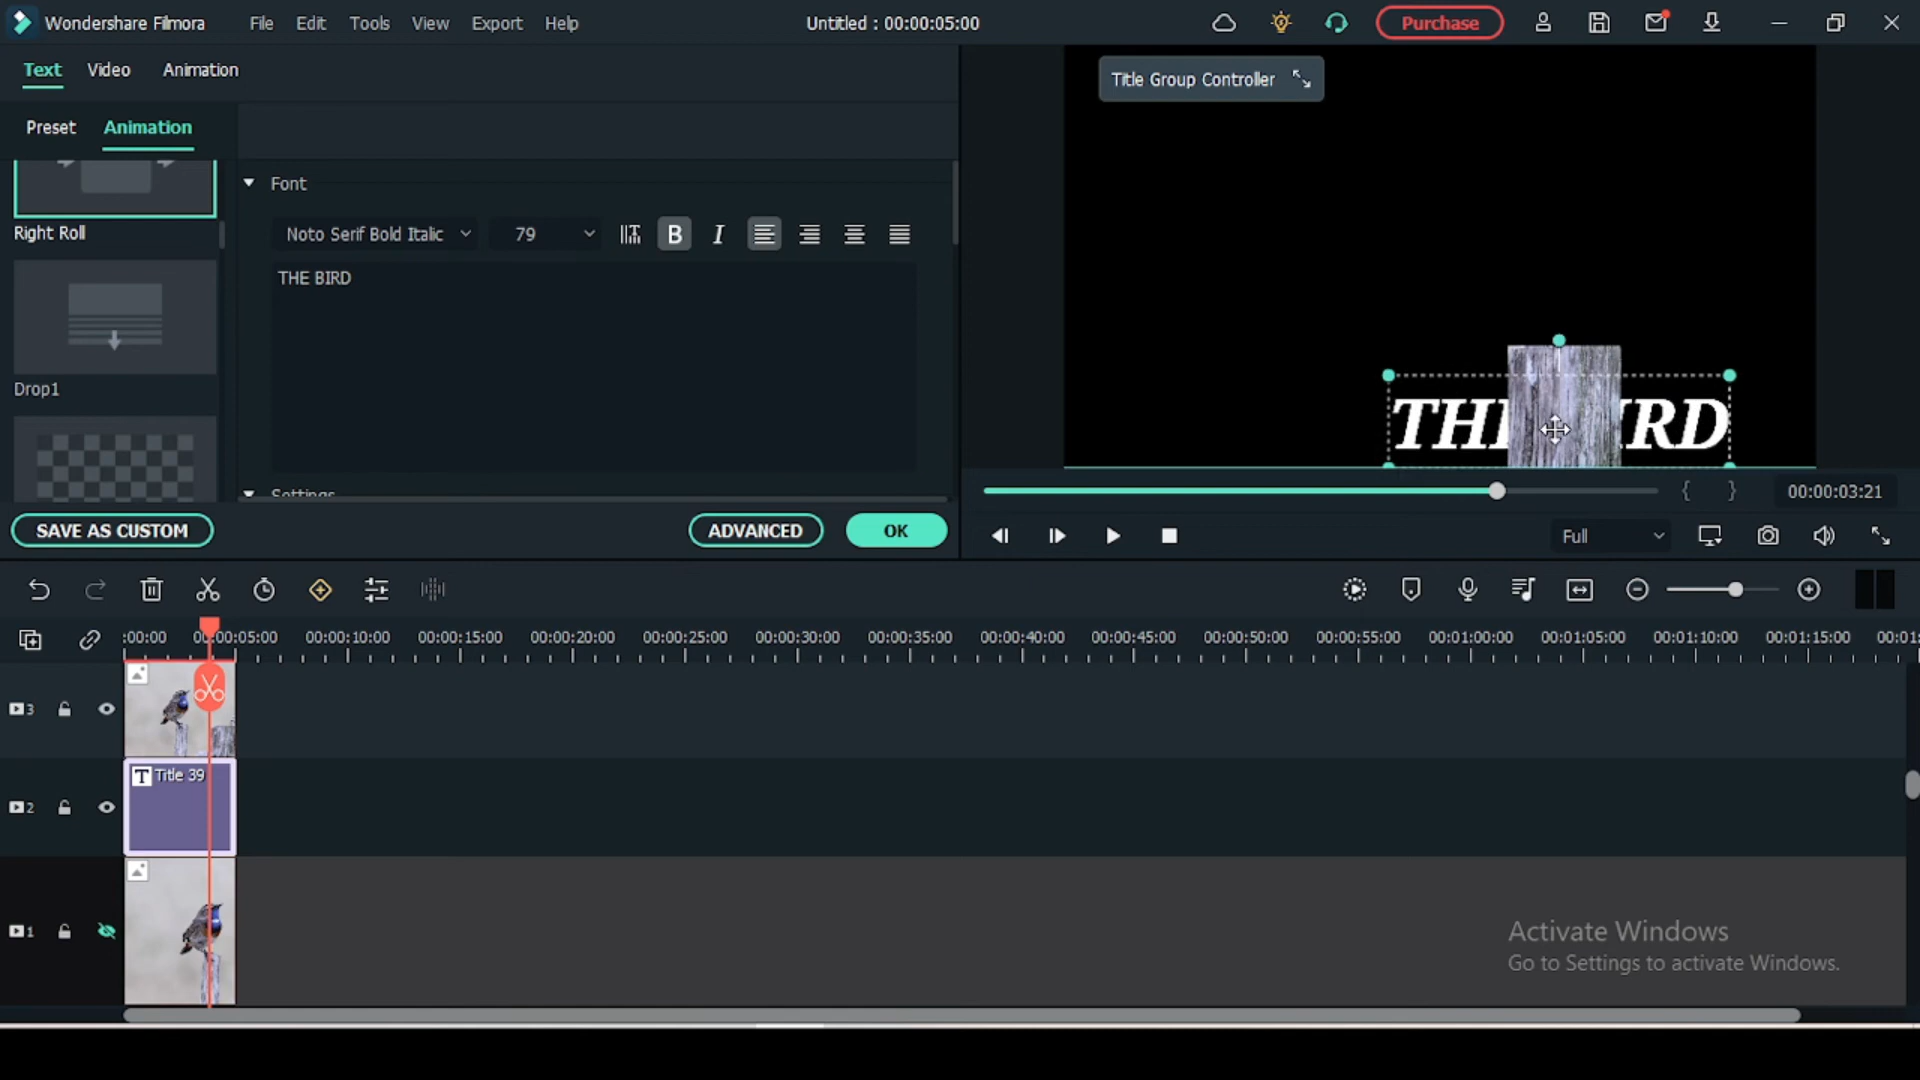 Wondershare Filmora File Edit Tools View Export Help Untitled : 00:00:05:00 Purchase
Text Video Animation
Title Group Controller
Preset Animation
Font
Right Roll
Noto Serif Bold Italic 79 B I
THE BIRD
Drop1
THE IRD
Settings
00:00:03:21
SAVE AS CUSTOM ADVANCED OK
Full
:00:00 00:00:05:00 00:00:10:00 00:00:15:00 00:00:20:00 00:00:25:00 00:00:30:00 00:00:35:00 00:00:40:00 00:00:45:00 00:00:50:00 00:00:55:00 00:01:00:00 00:01:05:00 00:01:10:00 00:01:15:00 00:01:
3
2
T Title 39
1
Activate Windows
Go to Settings to activate Windows.